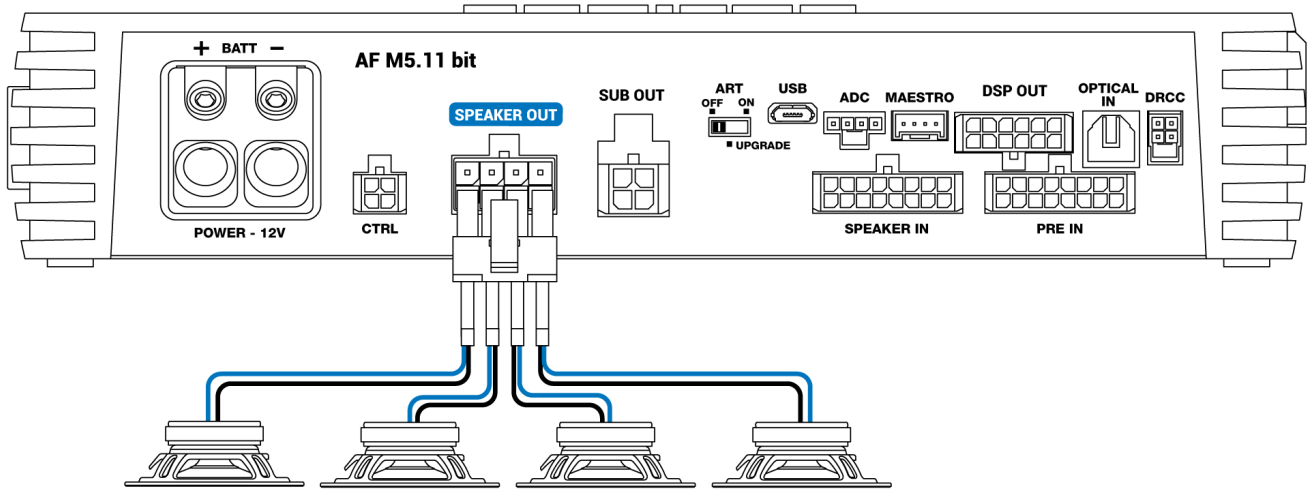 + BATT −
AF M5.11 bit
SPEAKER OUT
SUB OUT
ART
OFF ON
UPGRADE
USB
ADC
MAESTRO
DSP OUT
OPTICAL
IN
DRCC
POWER - 12V
CTRL
SPEAKER IN
PRE IN